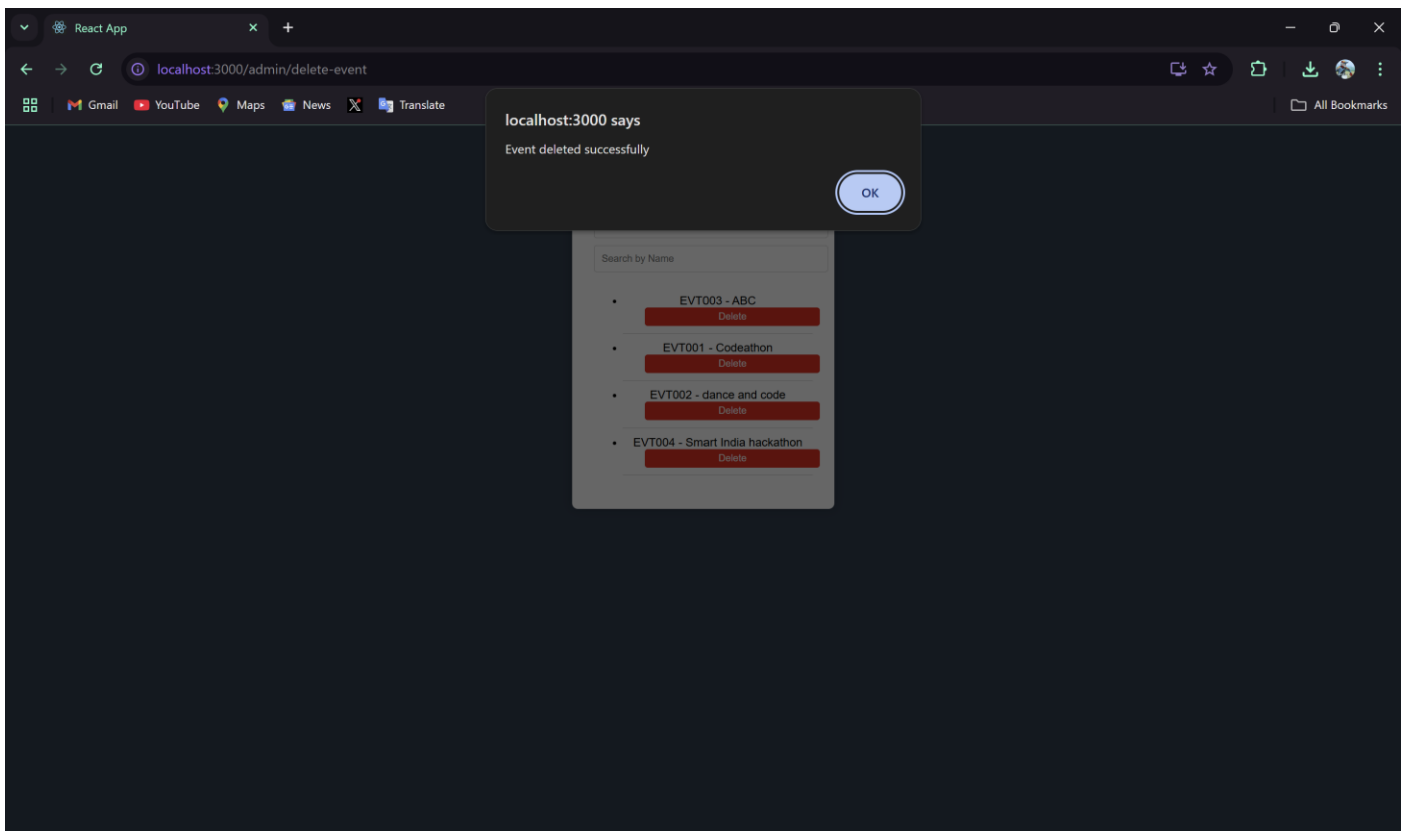 React App
localhost:3000/admin/delete-event
Gmail YouTube Maps News Translate All Bookmarks
localhost:3000 says
Event deleted successfully
OK
Search by Name
EVT003 - ABC
Delete
EVT001 - Codeathon
Delete
EVT002 - dance and code
Delete
EVT004 - Smart India hackathon
Delete